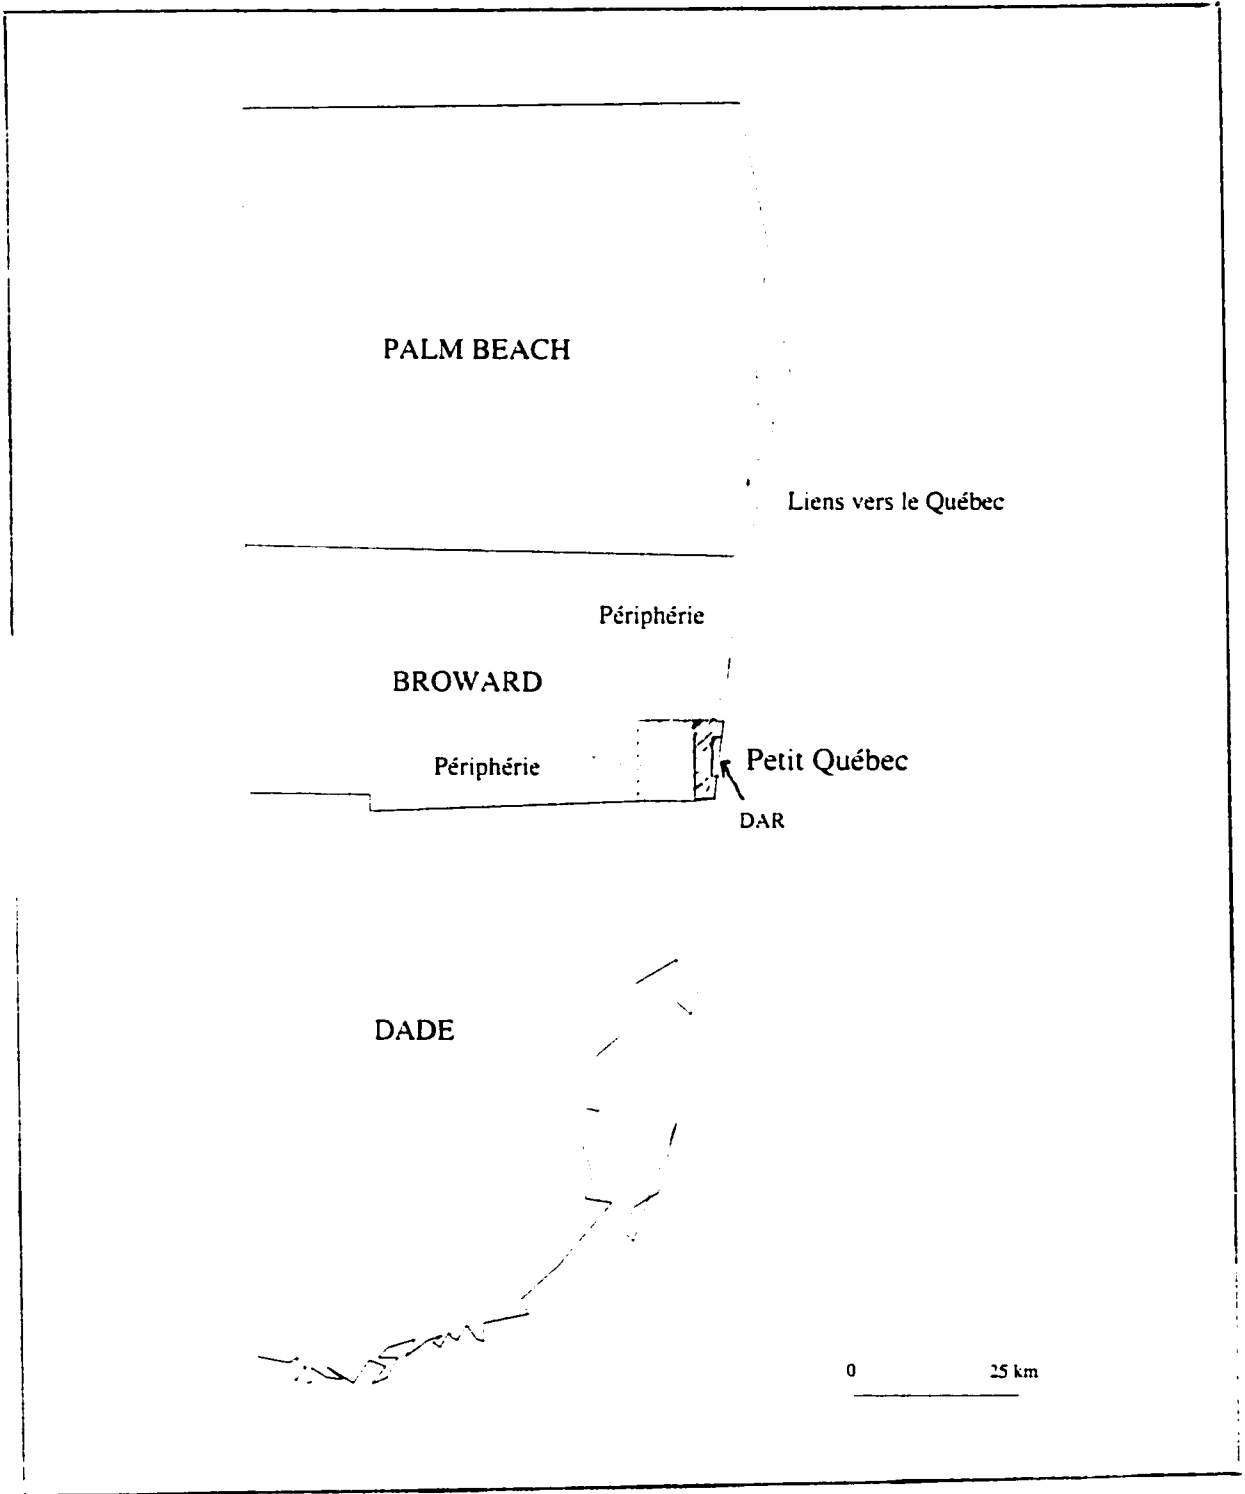 PALM BEACH
Liens vers le Québec
Périphérie
BROWARD
Périphérie
Petit Québec
DAR
DADE
0 25 km